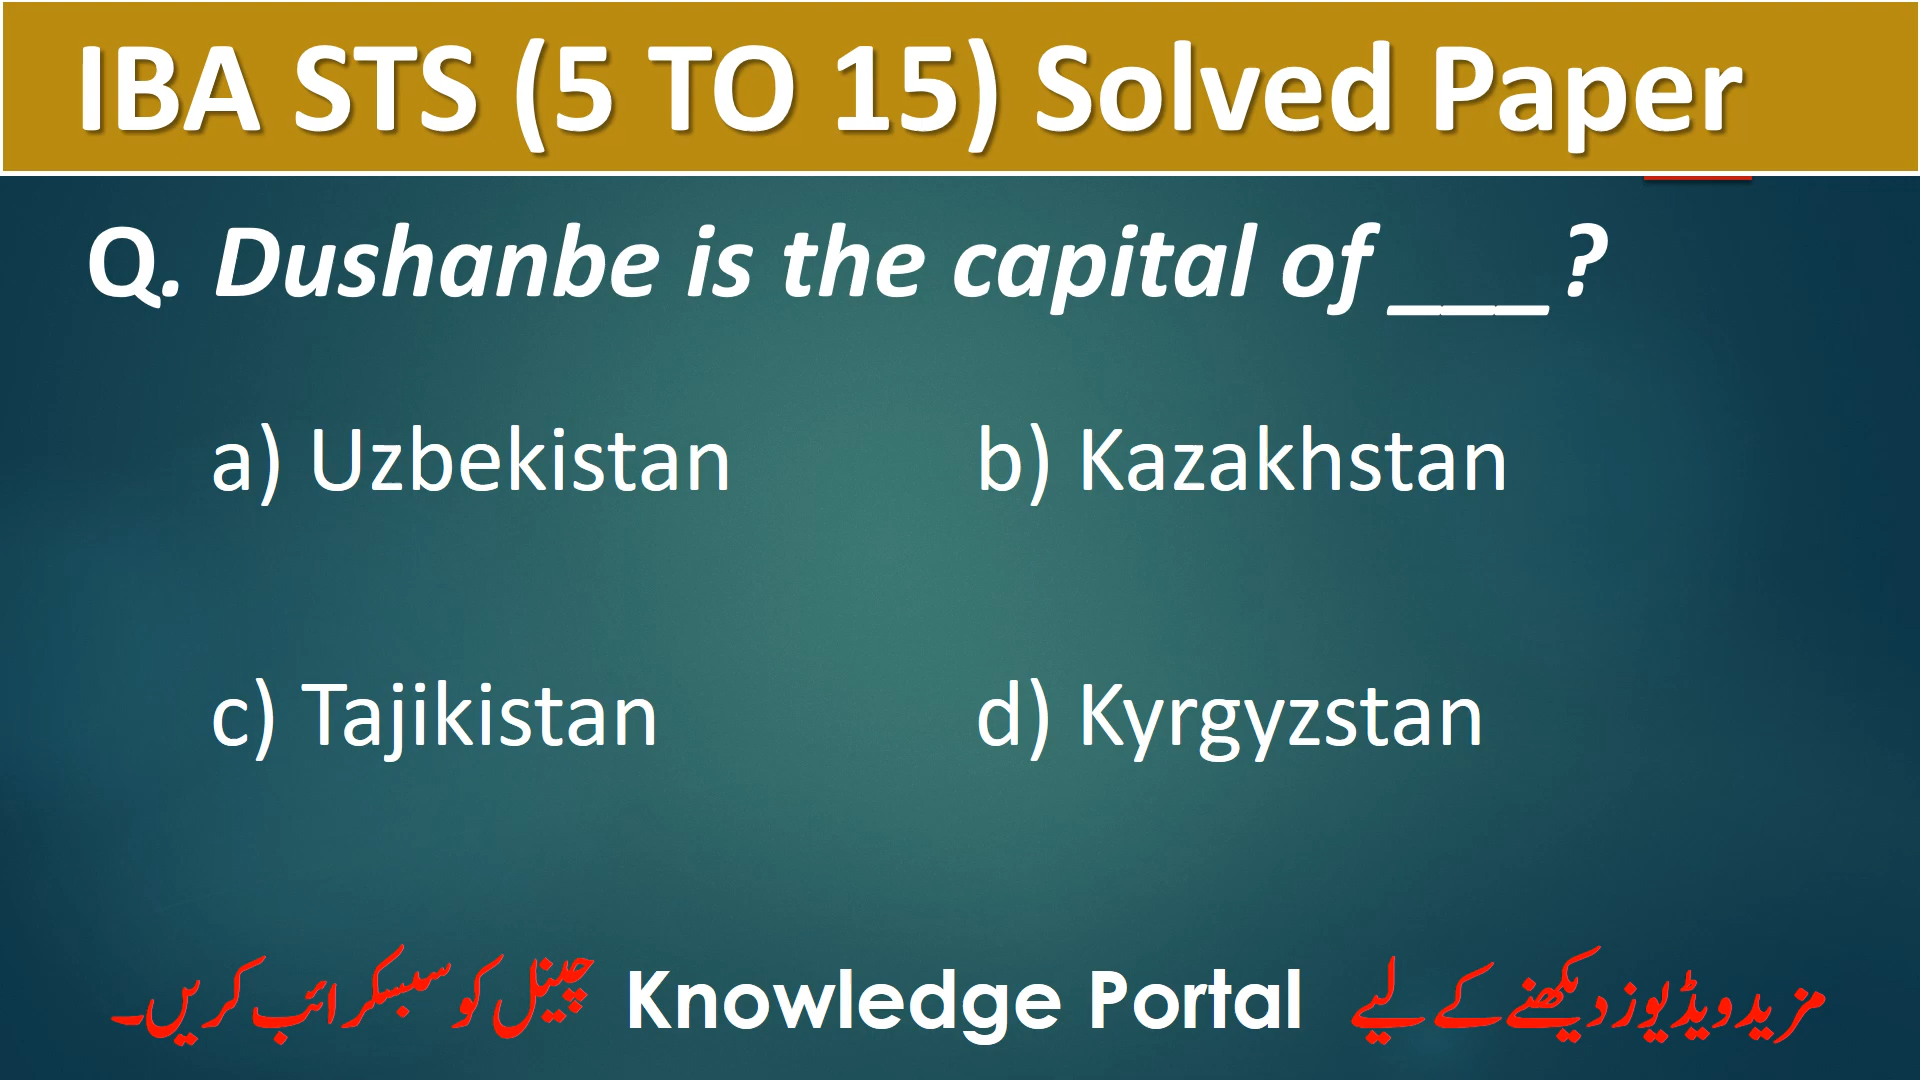 IBA STS (5 TO 15) Solved Paper
Q. Dushanbe is the capital of ___?
a) Uzbekistan b) Kazakhstan
c) Tajikistan d) Kyrgyzstan
مزید ویڈیوز دیکھنے کے لیے Knowledge Portal چینل کو سبسکرائب کریں۔